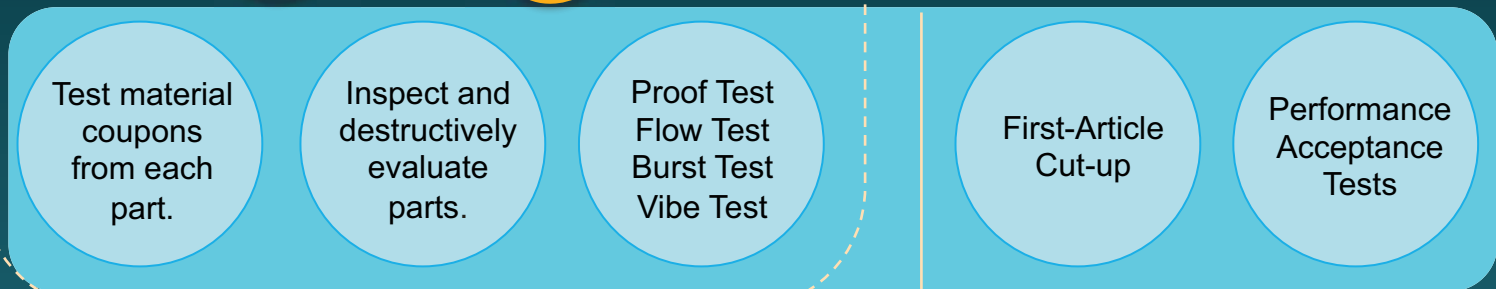 Test material
coupons
from each
part.
Inspect and
destructively
evaluate
parts.
Proof Test
Flow Test
Burst Test
Vibe Test
First-Article
Cut-up
Performance
Acceptance
Tests